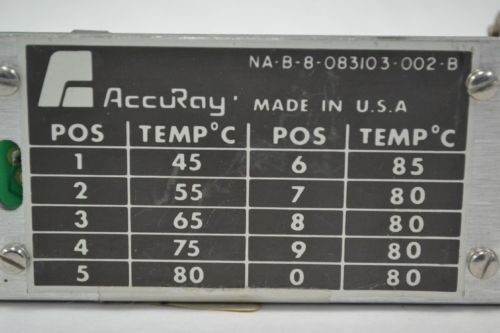 NA-B-8-083103-002-B
AccuRay MADE IN U.S.A
POS TEMP°C POS TEMP°C
1 45 6 85
2 55 7 80
3 65 8 80
4 75 9 80
5 80 0 80